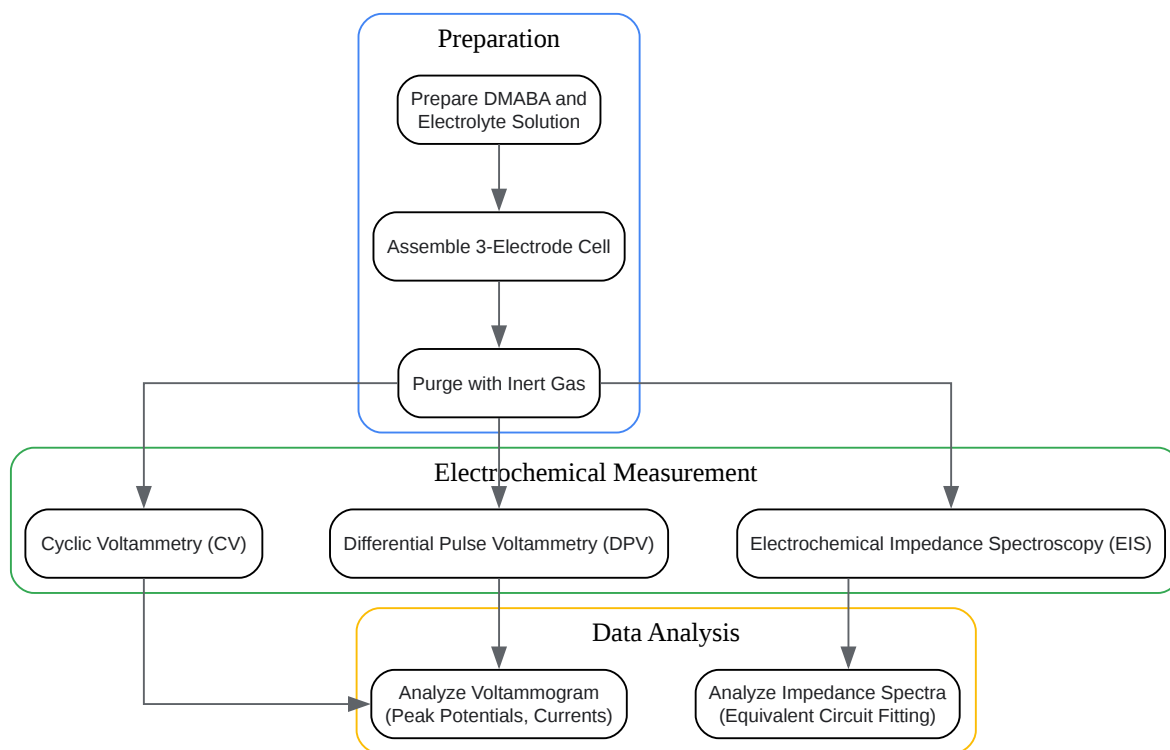 Preparation
Prepare DMABA and
Electrolyte Solution
Assemble 3-Electrode Cell
Purge with Inert Gas
Electrochemical Measurement
Cyclic Voltammetry (CV)
Differential Pulse Voltammetry (DPV)
Electrochemical Impedance Spectroscopy (EIS)
Data Analysis
Analyze Voltammogram
(Peak Potentials, Currents)
Analyze Impedance Spectra
(Equivalent Circuit Fitting)